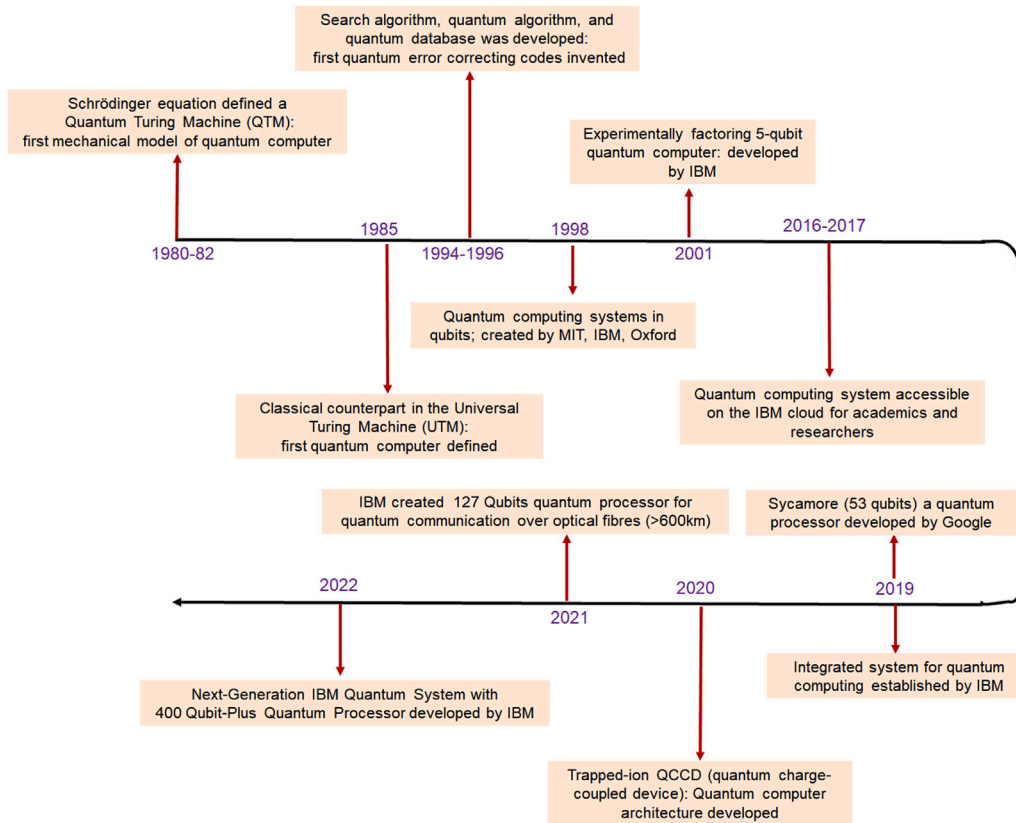 Search algorithm, quantum algorithm, and
quantum database was developed:
first quantum error correcting codes invented
Schrödinger equation defined a
Quantum Turing Machine (QTM):
first mechanical model of quantum computer
Experimentally factoring 5-qubit
quantum computer: developed
by IBM
1980-82
1985
1994-1996
1998
2001
2016-2017
Quantum computing systems in
qubits; created by MIT, IBM, Oxford
Classical counterpart in the Universal
Turing Machine (UTM):
first quantum computer defined
Quantum computing system accessible
on the IBM cloud for academics and
researchers
IBM created 127 Qubits quantum processor for
quantum communication over optical fibres (>600km)
Sycamore (53 qubits) a quantum
processor developed by Google
2022
2021
2020
2019
Next-Generation IBM Quantum System with
400 Qubit-Plus Quantum Processor developed by IBM
Integrated system for quantum
computing established by IBM
Trapped-ion QCCD (quantum charge-
coupled device): Quantum computer
architecture developed